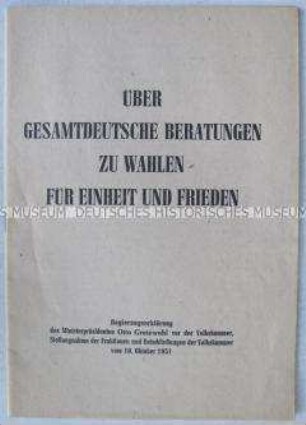 ÜBER
GESAMTDEUTSCHE BERATUNGEN
ZU WAHLEN
FÜR EINHEIT UND FRIEDEN
MUSEUM DEUTSCHES HISTORISCHES MUSEUM
Regierungserklärung
des Ministerpräsidenten Otto Grotewohl vor der Volkskammer,
Stellungnahme der Fraktionen und Entschließungen der Volkskammer
vom 10. Oktober 1951